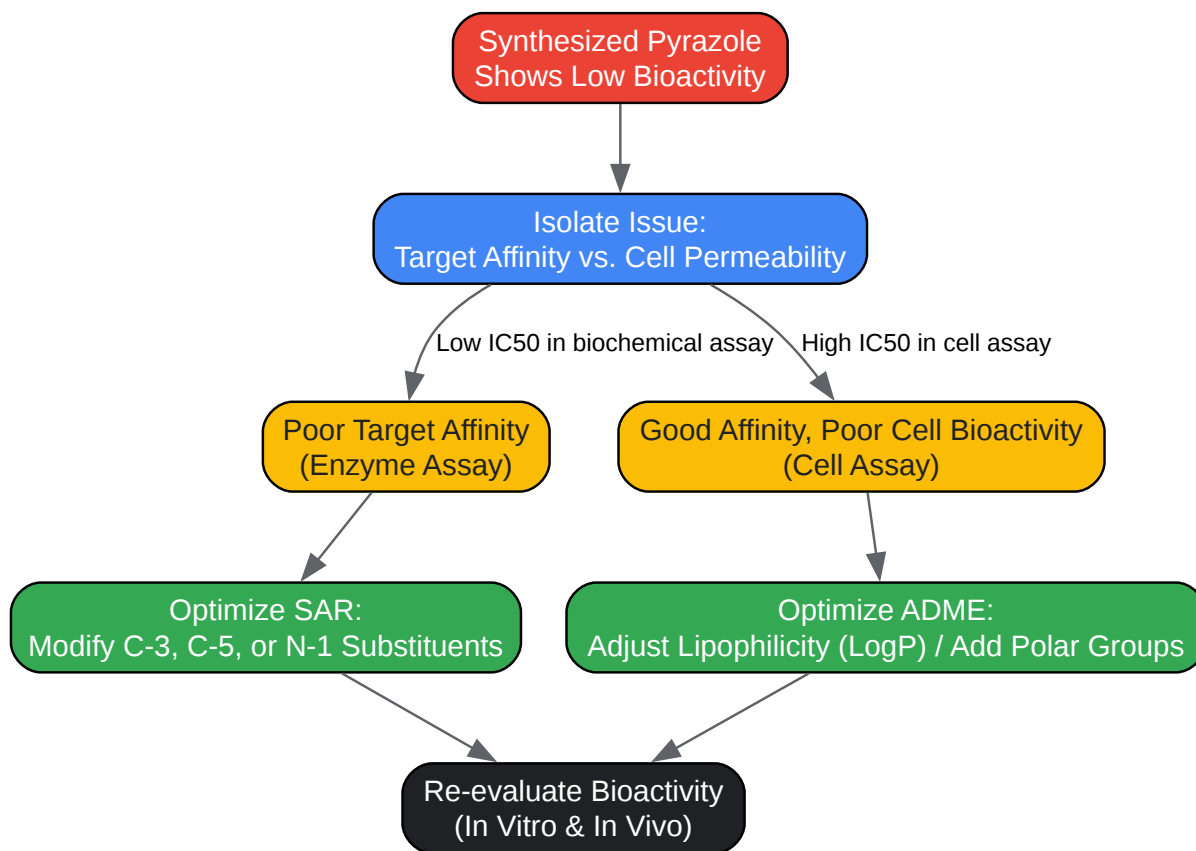 Synthesized Pyrazole
Shows Low Bioactivity
Isolate Issue:
Target Affinity vs. Cell Permeability
Low IC50 in biochemical assay
High IC50 in cell assay
Poor Target Affinity
(Enzyme Assay)
Good Affinity, Poor Cell Bioactivity
(Cell Assay)
Optimize SAR:
Modify C-3, C-5, or N-1 Substituents
Optimize ADME:
Adjust Lipophilicity (LogP) / Add Polar Groups
Re-evaluate Bioactivity
(In Vitro & In Vivo)